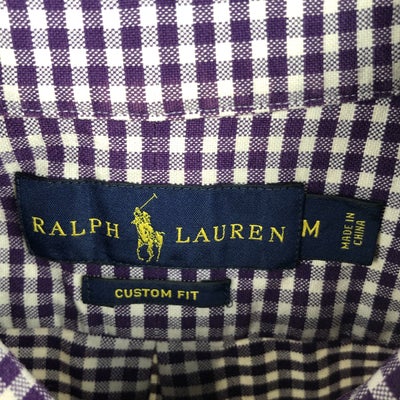 RALPH LAUREN M
MADE IN
CHINA
CUSTOM FIT